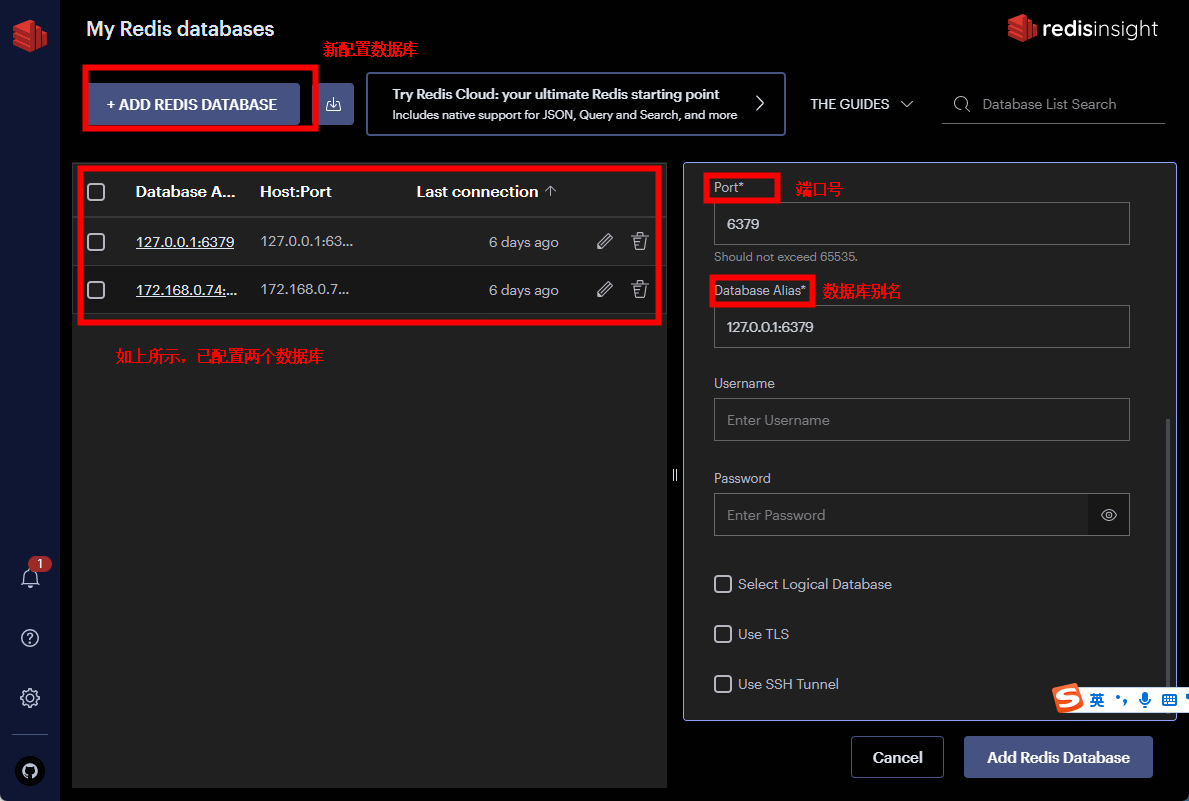 My Redis databases
redisinsight
新配置数据库
+ ADD REDIS DATABASE
Try Redis Cloud: your ultimate Redis starting point
Includes native support for JSON, Query and Search, and more
THE GUIDES
Database List Search
Database A...
Host:Port
Last connection
127.0.0.1:6379
127.0.0.1:63...
6 days ago
172.168.0.74:...
172.168.0.7...
6 days ago
如上所示，已配置两个数据库
Port*
端口号
6379
Should not exceed 65535.
Database Alias*
数据库别名
127.0.0.1:6379
Username
Enter Username
Password
Enter Password
Select Logical Database
Use TLS
Use SSH Tunnel
1
S
英
Cancel
Add Redis Database